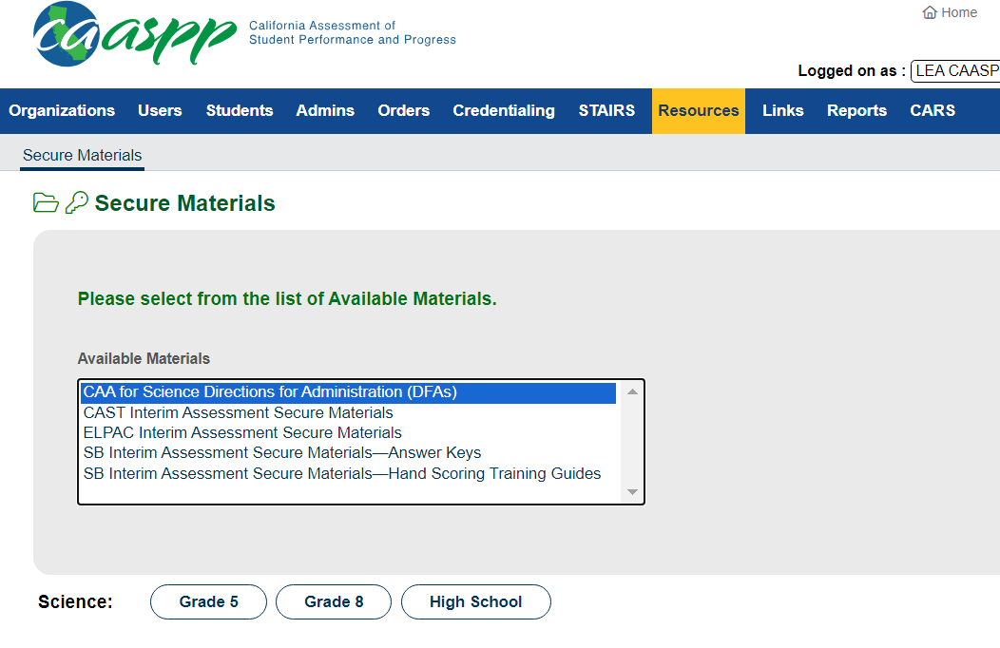 caaspp
California Assessment of
Student Performance and Progress
Home
Logged on as : LEA CAASP
Organizations Users Students Admins Orders Credentialing STAIRS Resources Links Reports CARS
Secure Materials
Secure Materials
Please select from the list of Available Materials.
Available Materials
CAA for Science Directions for Administration (DFAs)
CAST Interim Assessment Secure Materials
ELPAC Interim Assessment Secure Materials
SB Interim Assessment Secure Materials—Answer Keys
SB Interim Assessment Secure Materials—Hand Scoring Training Guides
Science: Grade 5 Grade 8 High School